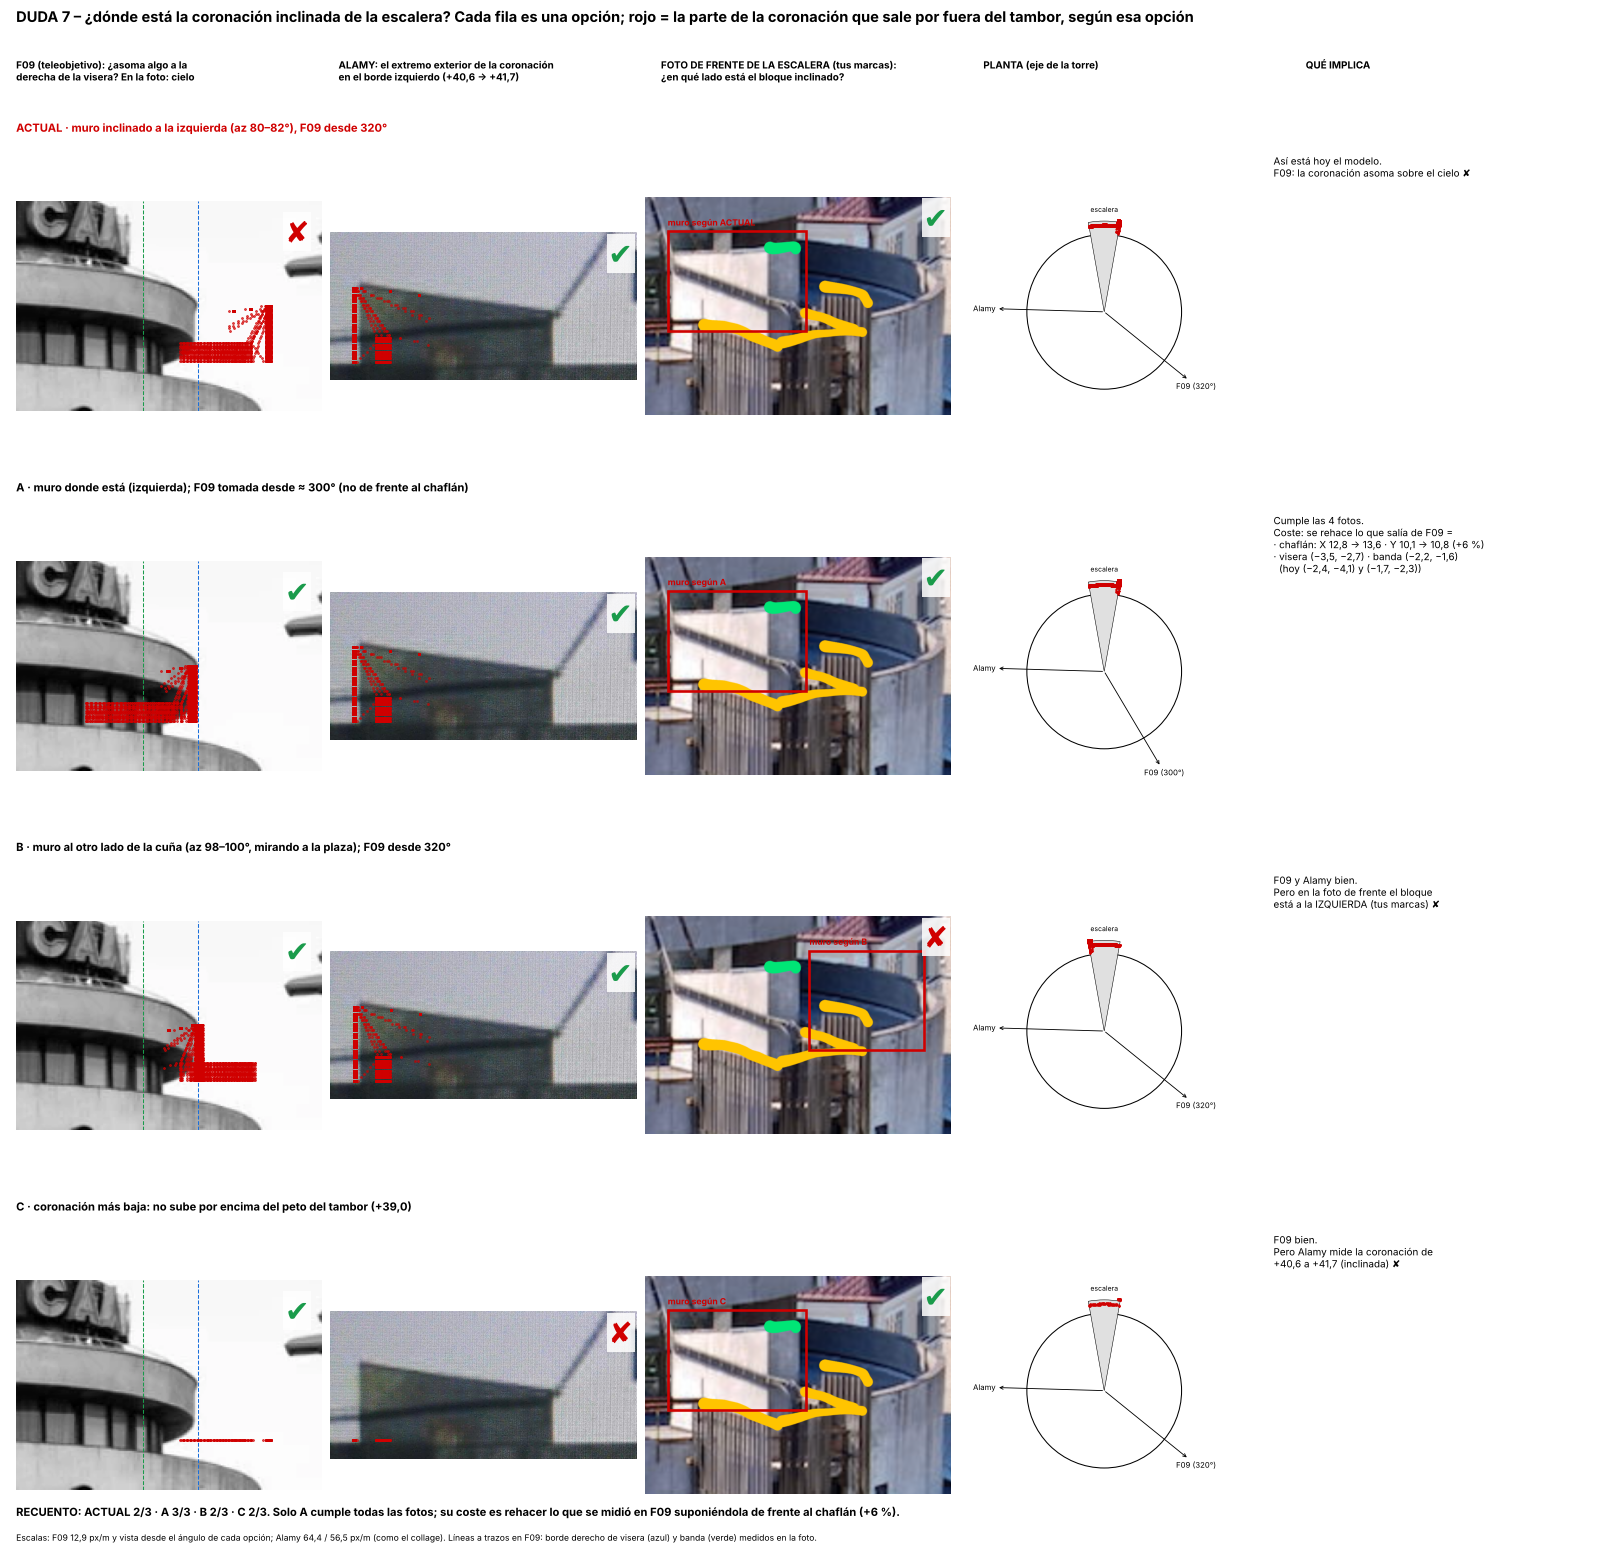 DUDA 7 – ¿dónde está la coronación inclinada de la escalera? Cada fila es una opción; rojo = la parte de la coronación que sale por fuera del tambor, según esa opción
F09 (teleobjetivo): ¿asoma algo a la
derecha de la visera? En la foto: cielo
ALAMY: el extremo exterior de la coronación
en el borde izquierdo (+40,6 → +41,7)
FOTO DE FRENTE DE LA ESCALERA (tus marcas):
¿en qué lado está el bloque inclinado?
PLANTA (eje de la torre)
QUÉ IMPLICA
ACTUAL · muro inclinado a la izquierda (az 80–82°), F09 desde 320°
✘
✔
muro según ACTUAL
✔
escalera
Alamy
F09 (320°)
Así está hoy el modelo.
F09: la coronación asoma sobre el cielo ✘
A · muro donde está (izquierda); F09 tomada desde ≈ 300° (no de frente al chaflán)
✔
✔
muro según A
✔
escalera
Alamy
F09 (300°)
Cumple las 4 fotos.
Coste: se rehace lo que salía de F09 =
· chaflán: X 12,8 → 13,6 · Y 10,1 → 10,8 (+6 %)
· visera (−3,5, −2,7) · banda (−2,2, −1,6)
(hoy (−2,4, −4,1) y (−1,7, −2,3))
B · muro al otro lado de la cuña (az 98–100°, mirando a la plaza); F09 desde 320°
✔
✔
muro según B
✘
escalera
Alamy
F09 (320°)
F09 y Alamy bien.
Pero en la foto de frente el bloque
está a la IZQUIERDA (tus marcas) ✘
C · coronación más baja: no sube por encima del peto del tambor (+39,0)
✔
✘
muro según C
✔
escalera
Alamy
F09 (320°)
F09 bien.
Pero Alamy mide la coronación de
+40,6 a +41,7 (inclinada) ✘
RECUENTO: ACTUAL 2/3 · A 3/3 · B 2/3 · C 2/3. Solo A cumple todas las fotos; su coste es rehacer lo que se midió en F09 suponiéndola de frente al chaflán (+6 %).
Escalas: F09 12,9 px/m y vista desde el ángulo de cada opción; Alamy 64,4 / 56,5 px/m (como el collage). Líneas a trazos en F09: borde derecho de visera (azul) y banda (verde) medidos en la foto.